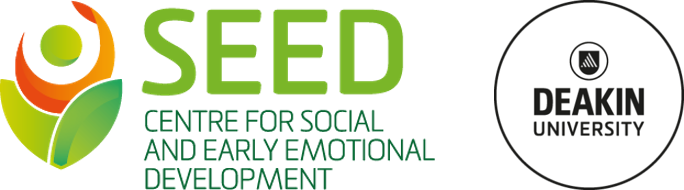 SEED
CENTRE FOR SOCIAL
AND EARLY EMOTIONAL
DEVELOPMENT
DEAKIN
UNIVERSITY